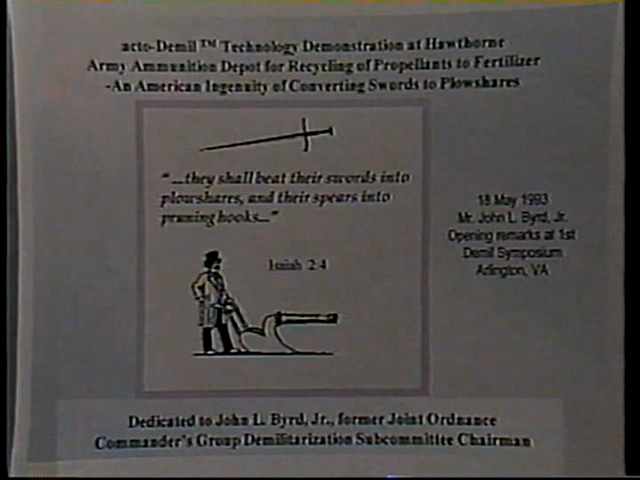 acto-Demil™ Technology Demonstration at Hawthorne
Army Ammunition Depot for Recycling of Propellants to Fertilizer
-An American Ingenuity of Converting Swords to Plowshares
"...they shall beat their swords into
plowshares, and their spears into
pruning hooks..."
Isaiah 2:4
18 May 1993
Mr. John L. Byrd, Jr.
Opening remarks at 1st
Demil Symposium
Arlington, VA
Dedicated to John L. Byrd, Jr., former Joint Ordnance
Commander's Group Demilitarization Subcommittee Chairman